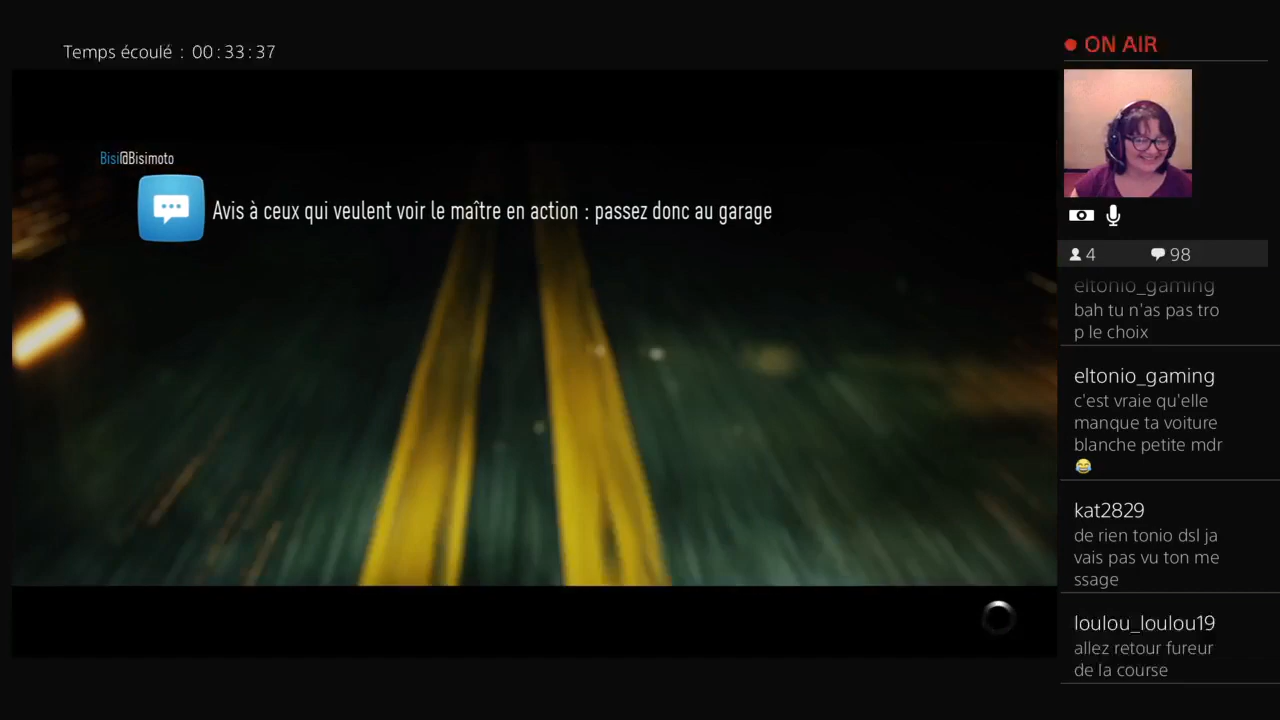 Temps écoulé : 00:33:37
ON AIR
Bisi@Bisimoto
Avis à ceux qui veulent voir le maître en action : passez donc au garage
4 98
eltonio_gaming
bah tu n'as pas tro
p le choix
eltonio_gaming
c'est vraie qu'elle
manque ta voiture
blanche petite mdr
😂
kat2829
de rien tonio dsl ja
vais pas vu ton me
ssage
loulou_loulou19
allez retour fureur
de la course